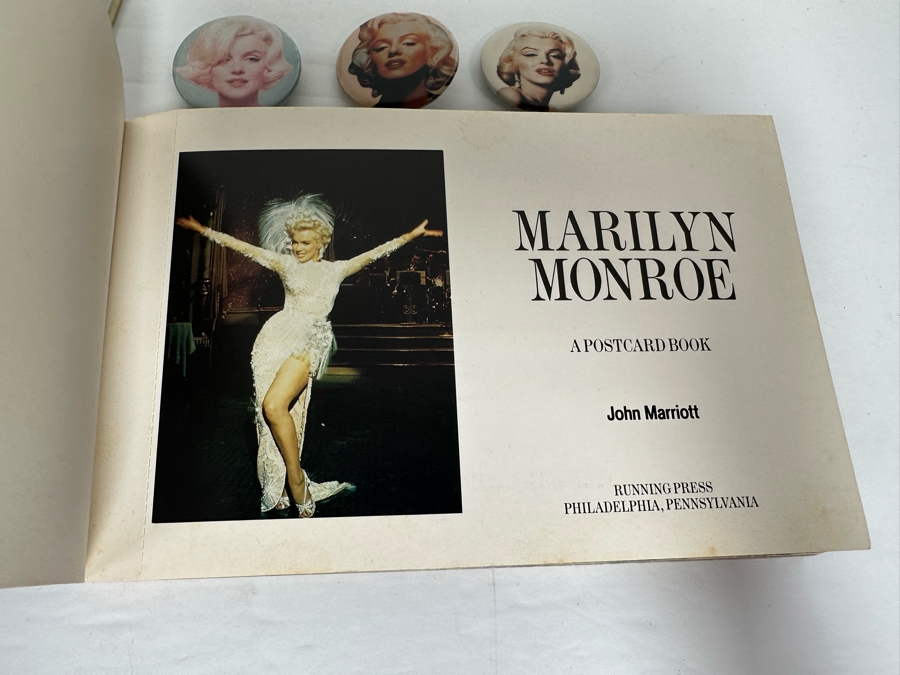 MARILYN
MONROE
A POSTCARD BOOK
John Marriott
RUNNING PRESS
PHILADELPHIA, PENNSYLVANIA